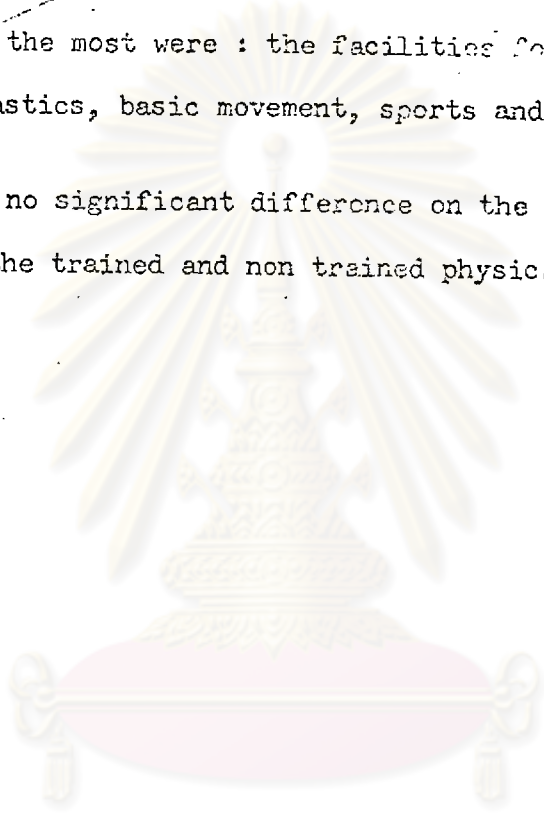 the most were : the facilities
astics, basic movement, sports and
no significant difference on the
he trained and non trained physic